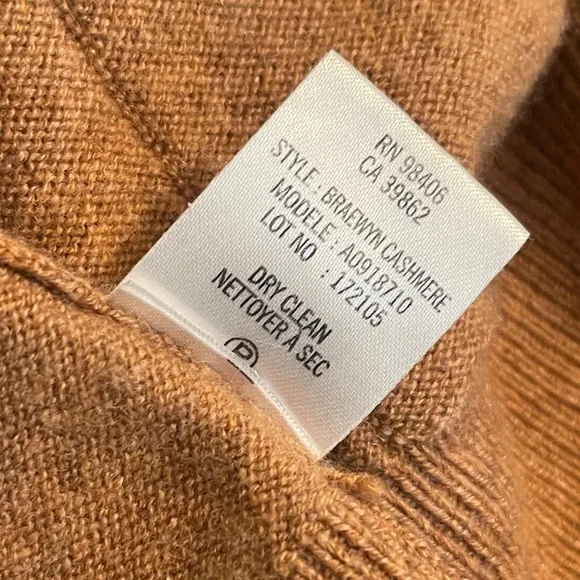 RN 98406
CA 39862
STYLE : BRAEWYN CASHMERE
MODELE : A0918710
LOT NO : 172105
DRY CLEAN
NETTOYER A SEC
P